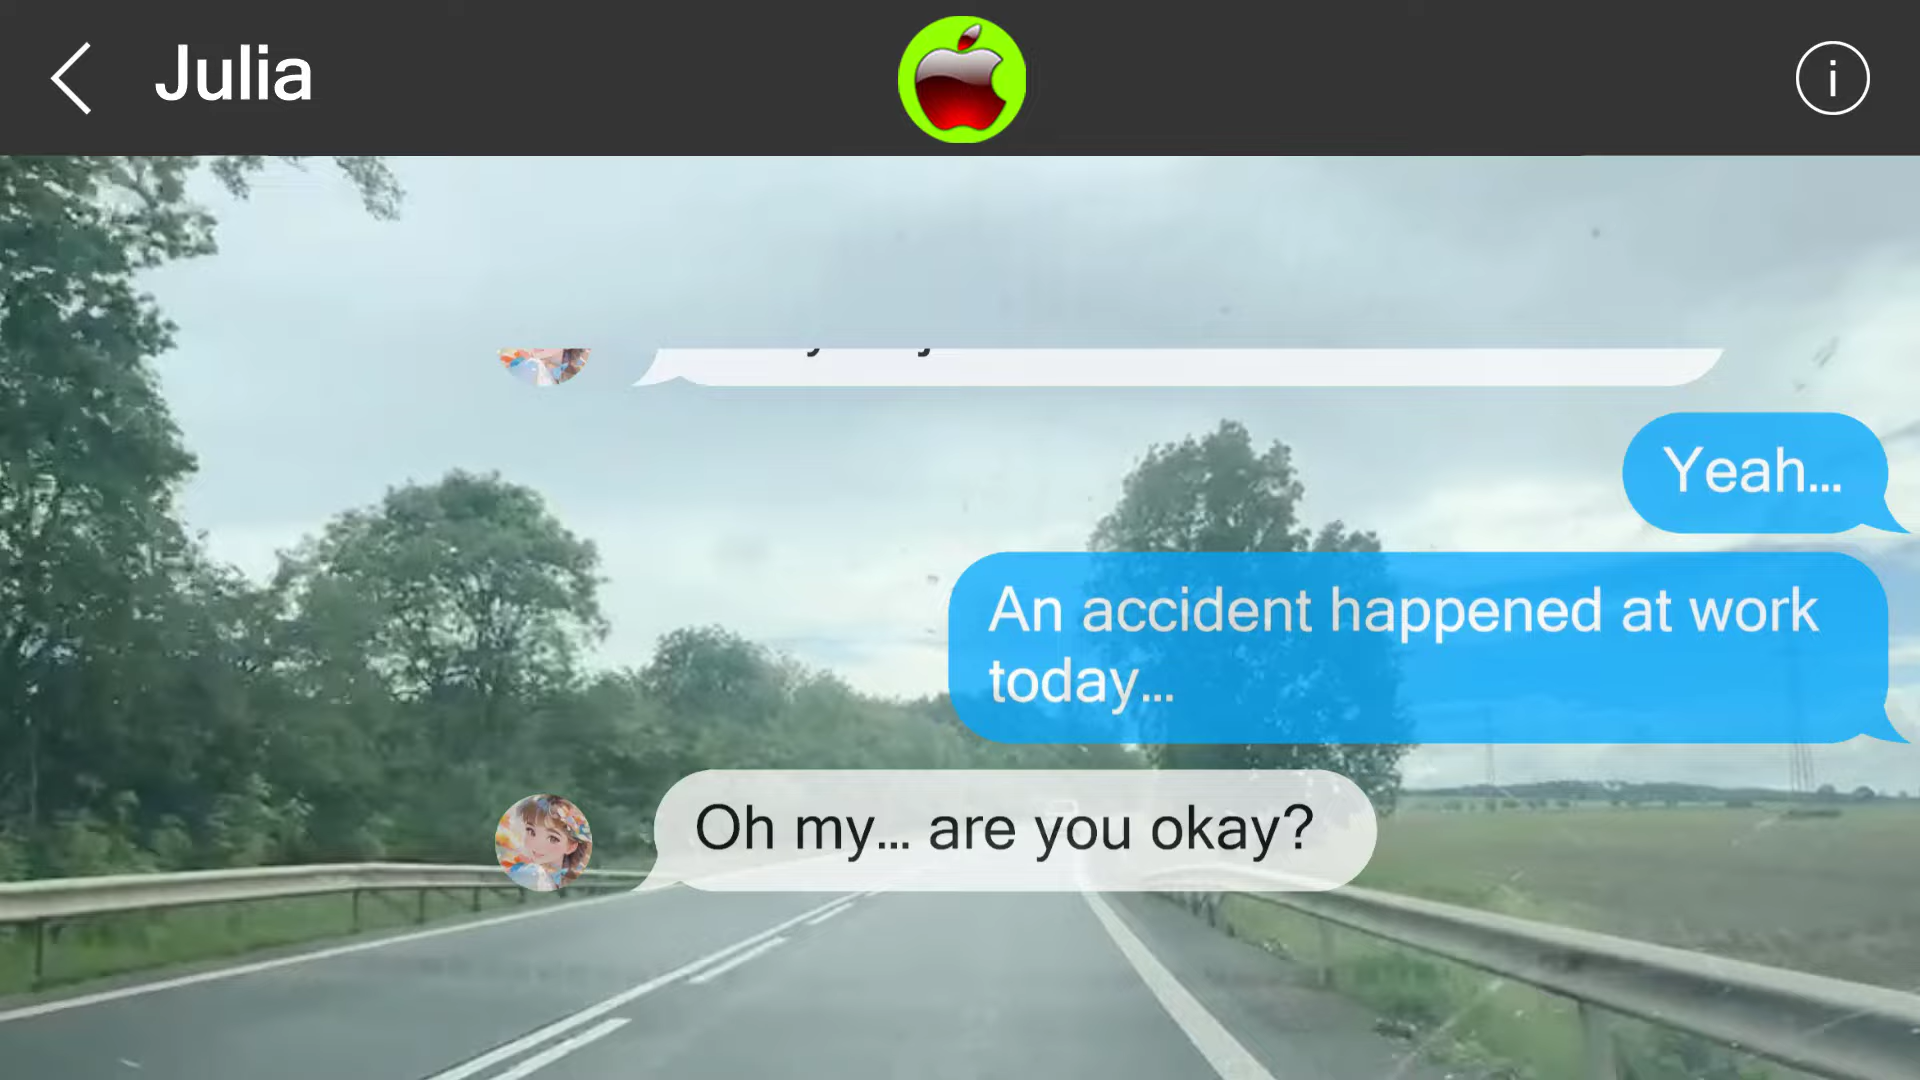 Julia
Yeah...
An accident happened at work
today...
Oh my... are you okay?